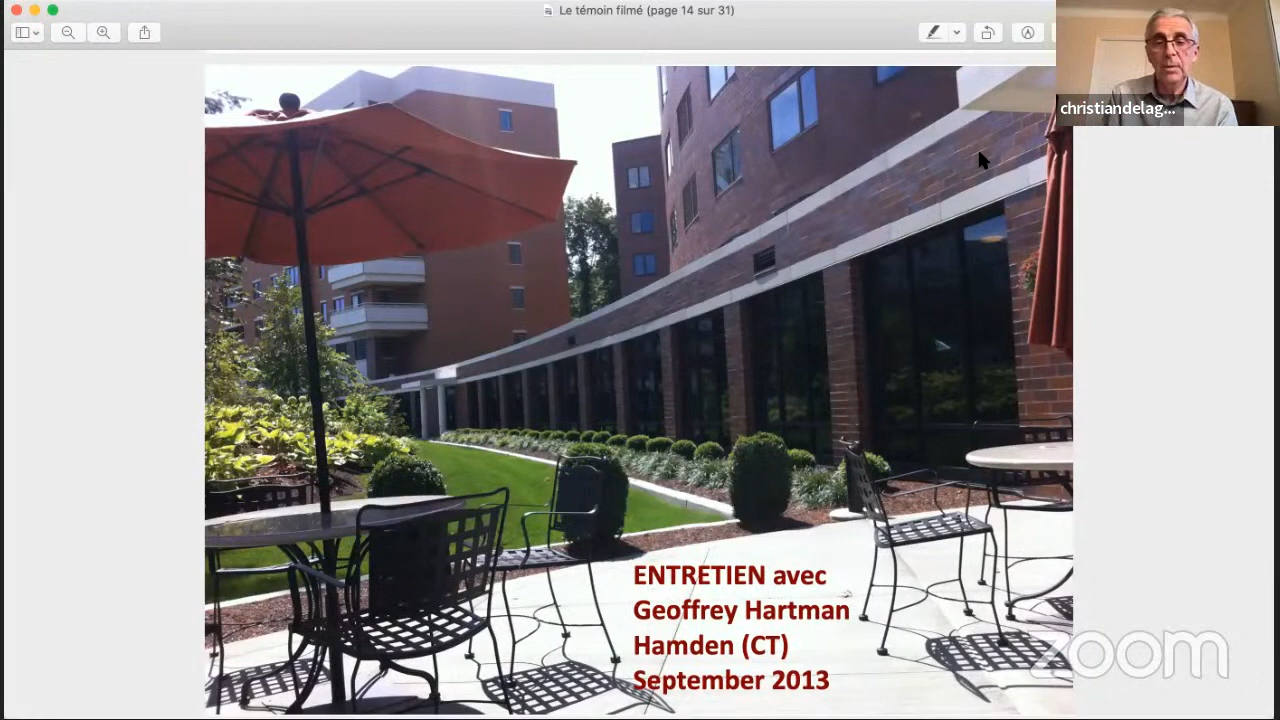 Le témoin filmé (page 14 sur 31)
christiandelag...
ENTRETIEN avec
Geoffrey Hartman
Hamden (CT)
September 2013
zoom